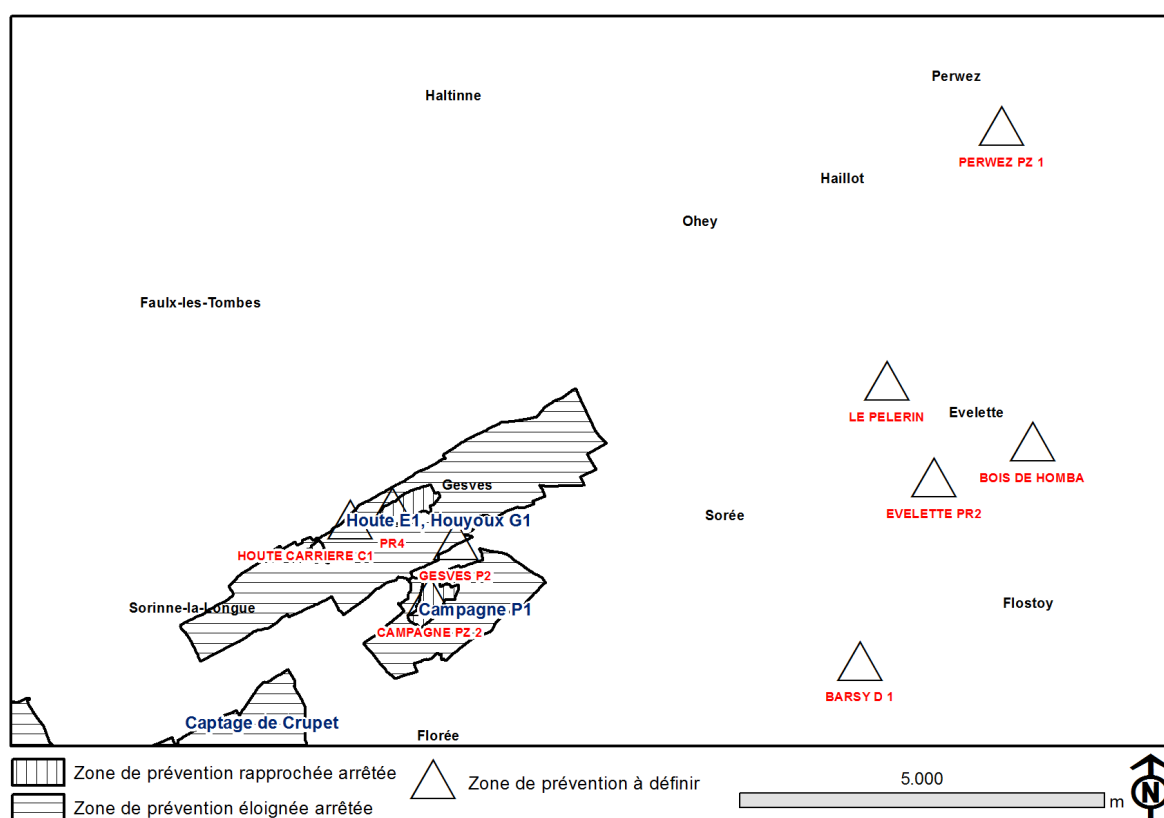 Perwez
Haltinne
PERWEZ PZ 1
Haillot
Ohey
Faulx-les-Tombes
LE PELERIN
Evelette
BOIS DE HOMBA
Gesves
EVELETTE PR2
Sorée
Houte E1, Houyoux G1
PR4
HOUTE CARRIERE C1
GESVES P2
Sorinne-la-Longue
Campagne P1
Flostoy
CAMPAGNE PZ 2
BARSY D 1
Captage de Crupet
Florée
Zone de prévention rapprochée arrêtée
Zone de prévention éloignée arrêtée
Zone de prévention à définir
5.000
m
N